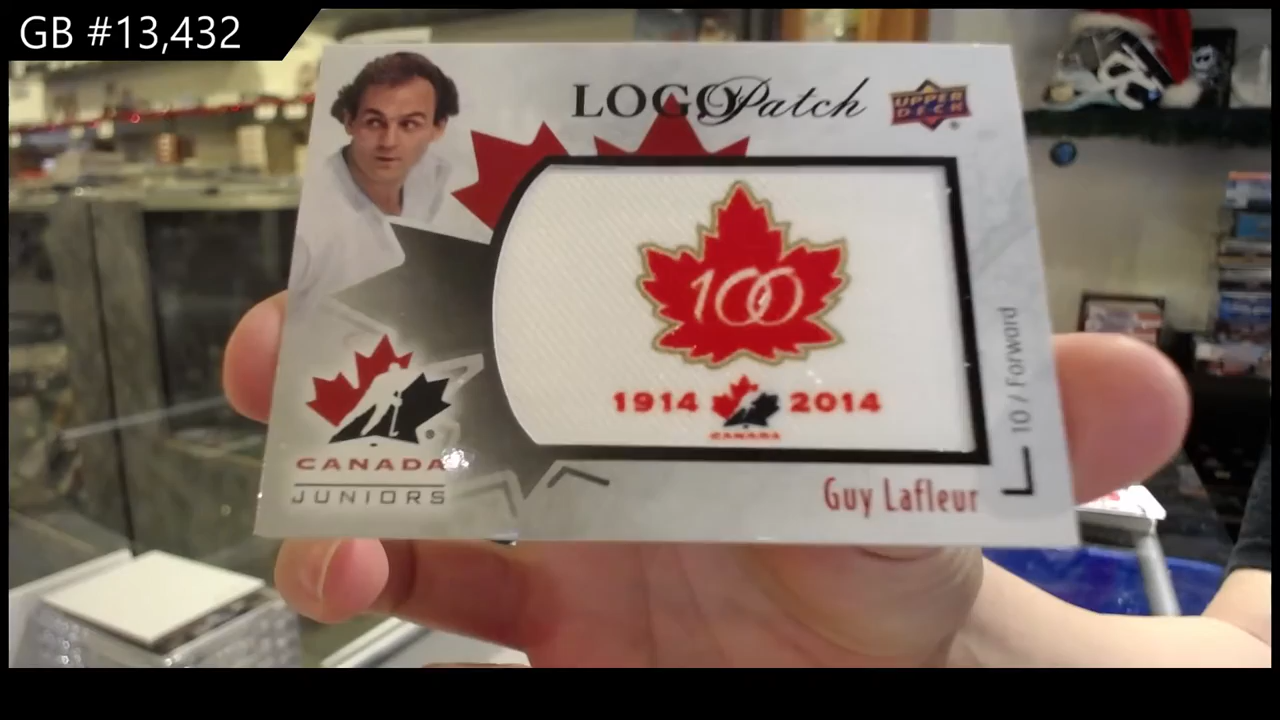 GB #13,432
LOGO Patch
UPPER DECK
100
1914 2014
CANADA
10 / Forward
CANADA
JUNIORS
Guy Lafleur